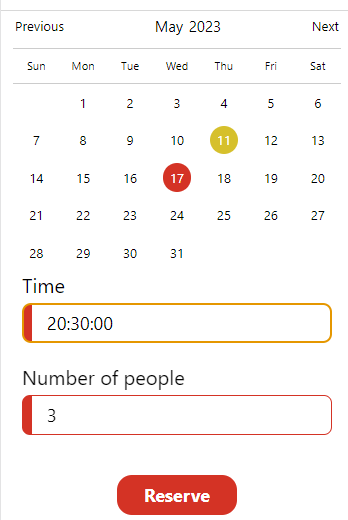 Previous May 2023 Next
Sun Mon Tue Wed Thu Fri Sat
1 2 3 4 5 6
7 8 9 10 11 12 13
14 15 16 17 18 19 20
21 22 23 24 25 26 27
28 29 30 31
Time
20:30:00
Number of people
3
Reserve